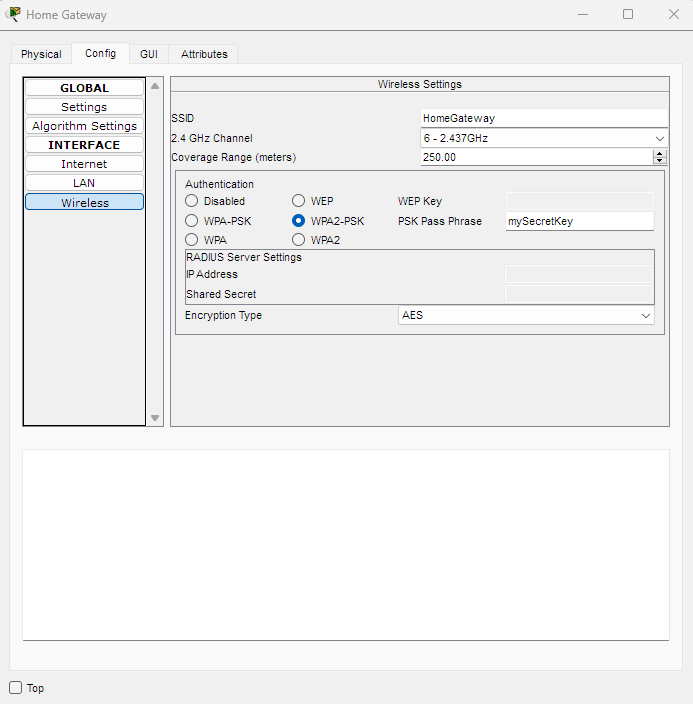 Home Gateway
Physical Config GUI Attributes
GLOBAL
Settings
Algorithm Settings
INTERFACE
Internet
LAN
Wireless
Wireless Settings
SSID HomeGateway
2.4 GHz Channel 6 - 2.437GHz
Coverage Range (meters) 250.00
Authentication
Disabled WEP WEP Key
WPA-PSK WPA2-PSK PSK Pass Phrase mySecretKey
WPA WPA2
RADIUS Server Settings
IP Address
Shared Secret
Encryption Type AES
Top